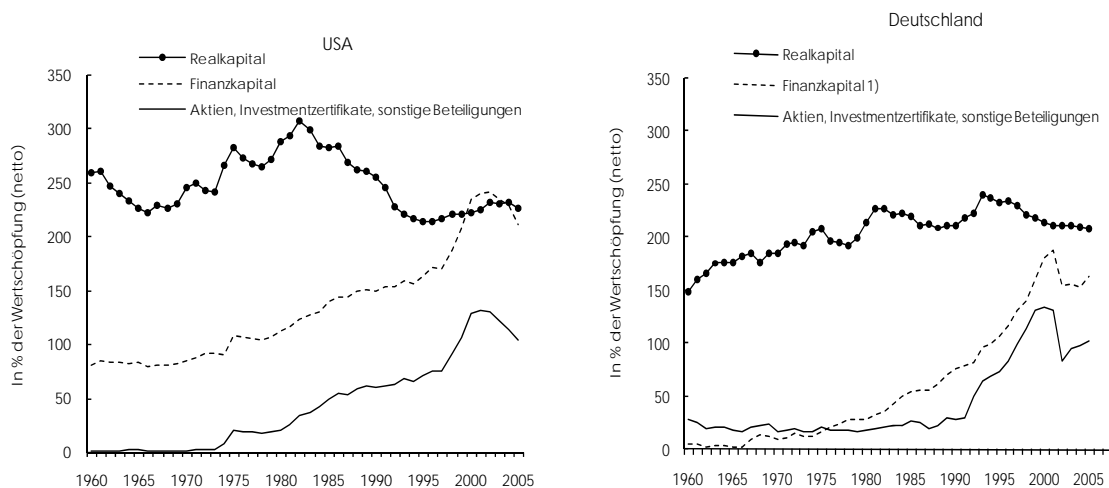 USA
Realkapital
Finanzkapital
Aktien, Investmentzertifikate, sonstige Beteiligungen
In % der Wertschöpfung (netto)
350
300
250
200
150
100
50
0
1960 1965 1970 1975 1980 1985 1990 1995 2000 2005
Deutschland
Realkapital
Finanzkapital 1)
Aktien, Investmentzertifikate, sonstige Beteiligungen
In % der Wertschöpfung (netto)
350
300
250
200
150
100
50
0
1960 1965 1970 1975 1980 1985 1990 1995 2000 2005